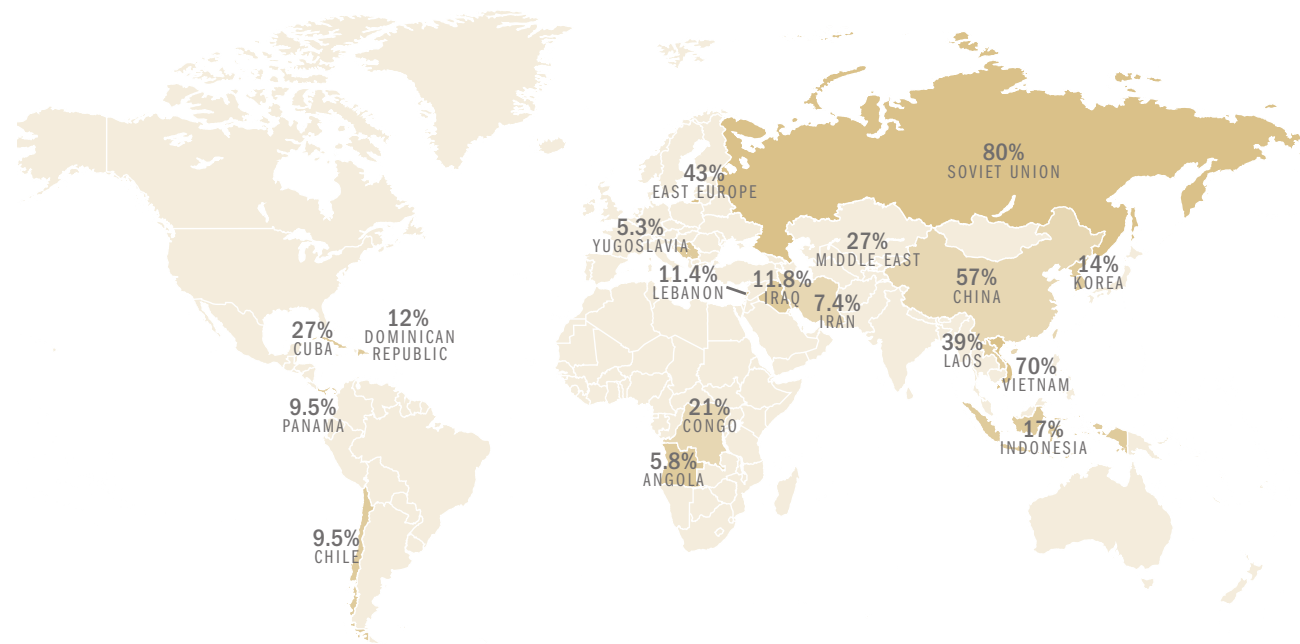 80%
SOVIET UNION
43%
EAST EUROPE
5.3%
YUGOSLAVIA
27%
MIDDLE EAST
11.4%
LEBANON
11.8%
IRAQ
7.4%
IRAN
57%
CHINA
14%
KOREA
27%
CUBA
12%
DOMINICAN
REPUBLIC
39%
LAOS
70%
VIETNAM
9.5%
PANAMA
21%
CONGO
17%
INDONESIA
5.8%
ANGOLA
9.5%
CHILE